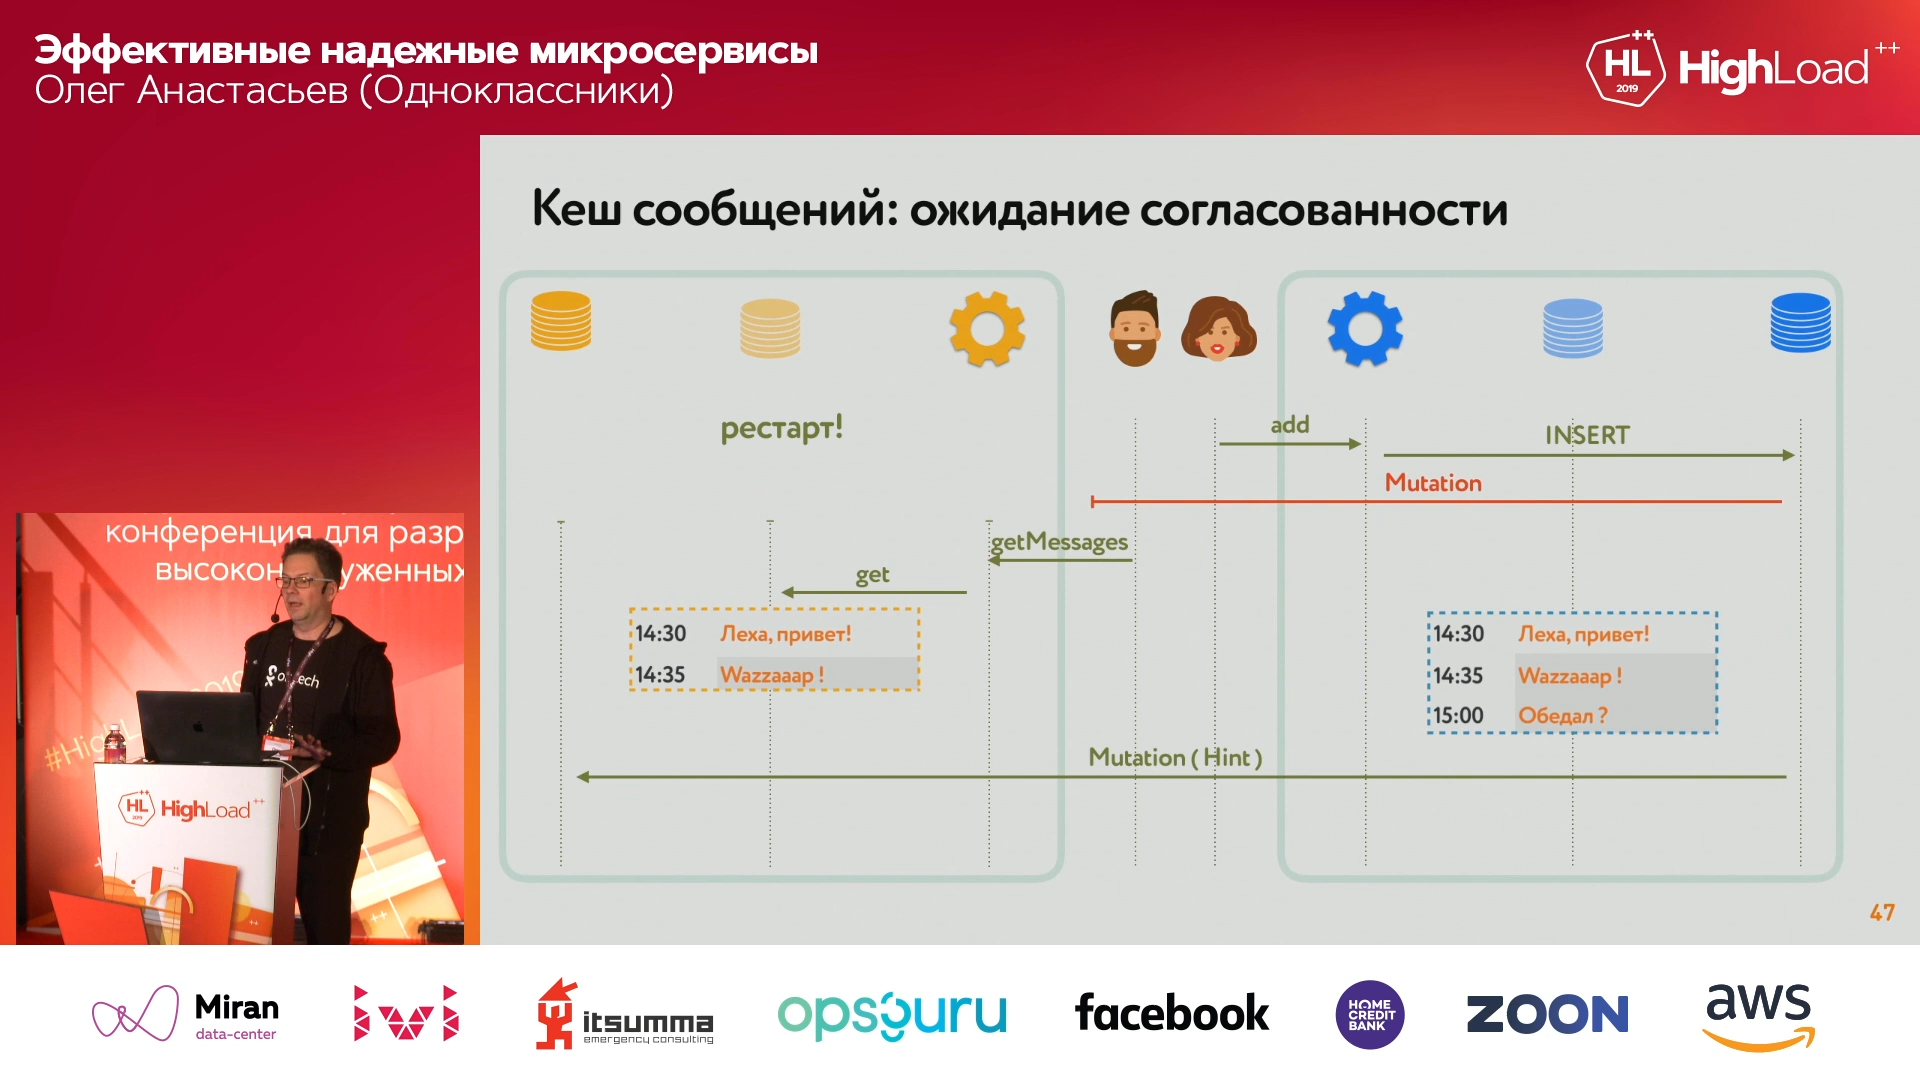 Эффективные надежные микросервисы
Олег Анастасьев (Одноклассники)
HL
2019
HighLoad++
Кеш сообщений: ожидание согласованности
рестарт!
add
INSERT
Mutation
getMessages
get
14:30 Леха, привет!
14:35 Wazzaaap !
14:30 Леха, привет!
14:35 Wazzaaap !
15:00 Обедал ?
Mutation ( Hint )
47
конференция для разр
HL
2019
HighLoad++
Miran
data-center
ivi
itsumma
emergency consulting
opsguru
facebook
HOME
CREDIT
BANK
ZOON
aws